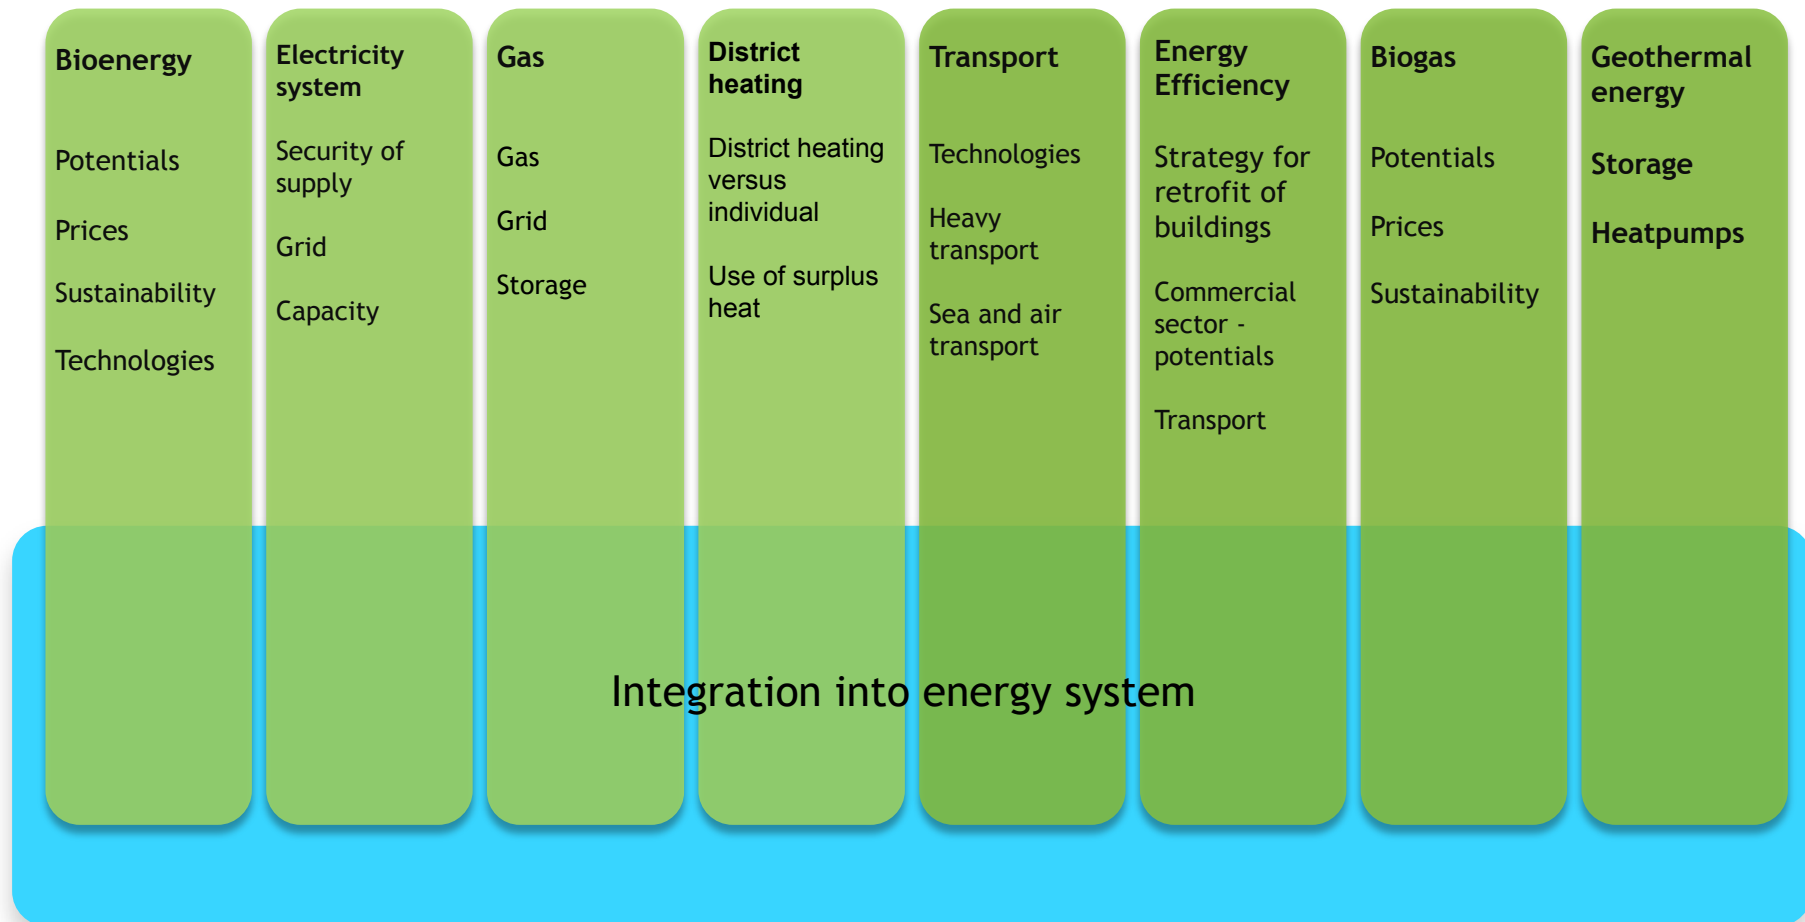 Bioenergy
Potentials
Prices
Sustainability
Technologies
Electricity
system
Security of
supply
Grid
Capacity
Gas
Gas
Grid
Storage
District
heating
District heating
versus
individual
Use of surplus
heat
Transport
Technologies
Heavy
transport
Sea and air
transport
Energy
Efficiency
Strategy for
retrofit of
buildings
Commercial
sector -
potentials
Transport
Biogas
Potentials
Prices
Sustainability
Geothermal
energy
Storage
Heatpumps
Integration into energy system